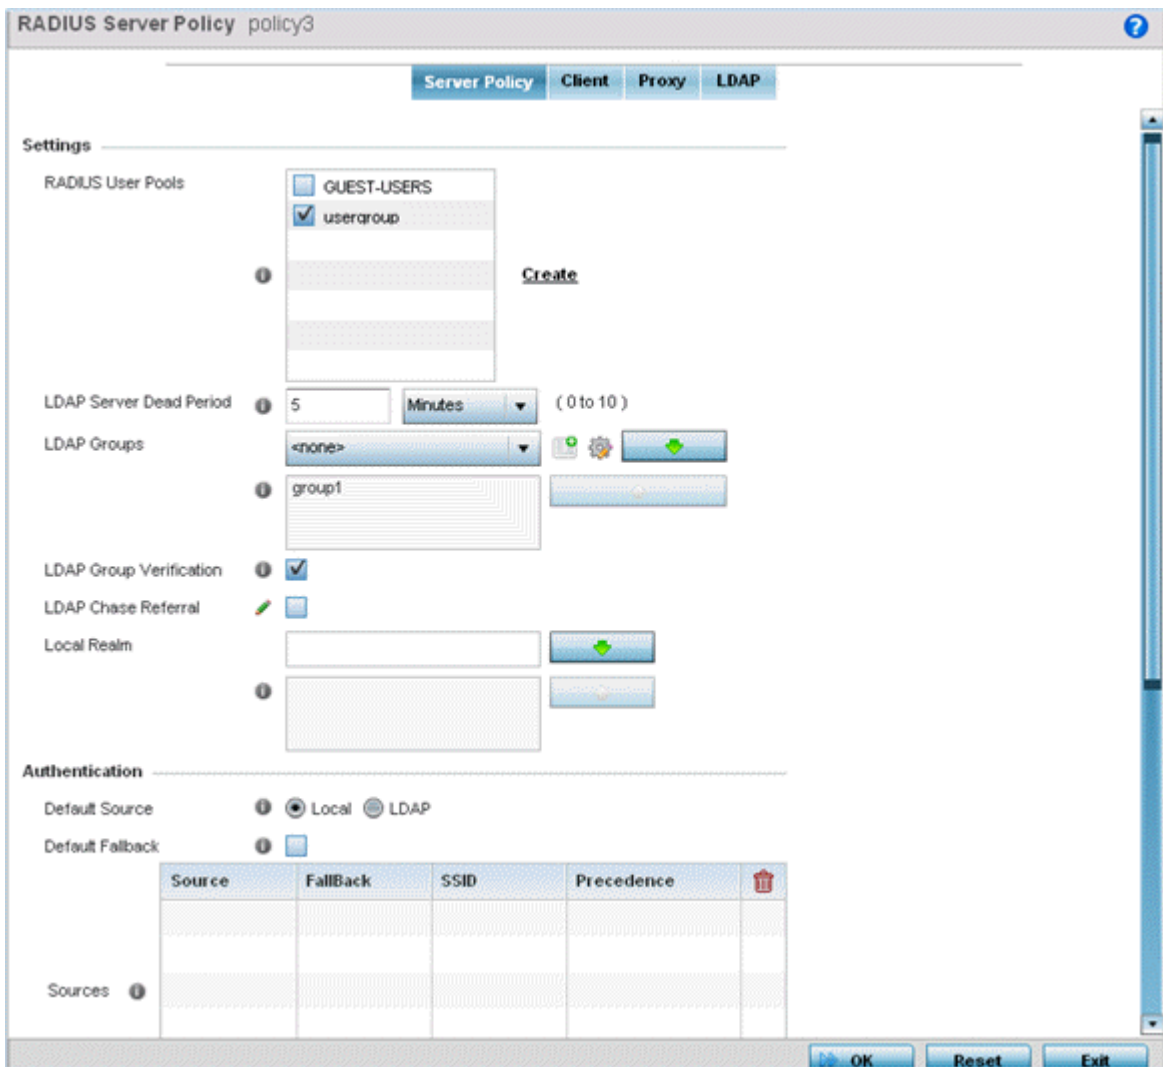 RADIUS Server Policy policy3 ?
Server Policy Client Proxy LDAP
Settings
RADIUS User Pools
GUEST-USERS
usergroup
Create
LDAP Server Dead Period 5 Minutes ( 0 to 10 )
LDAP Groups <none>
group1
LDAP Group Verification
LDAP Chase Referral
Local Realm
Authentication
Default Source Local LDAP
Default Fallback
Source FallBack SSID Precedence
Sources
OK Reset Exit